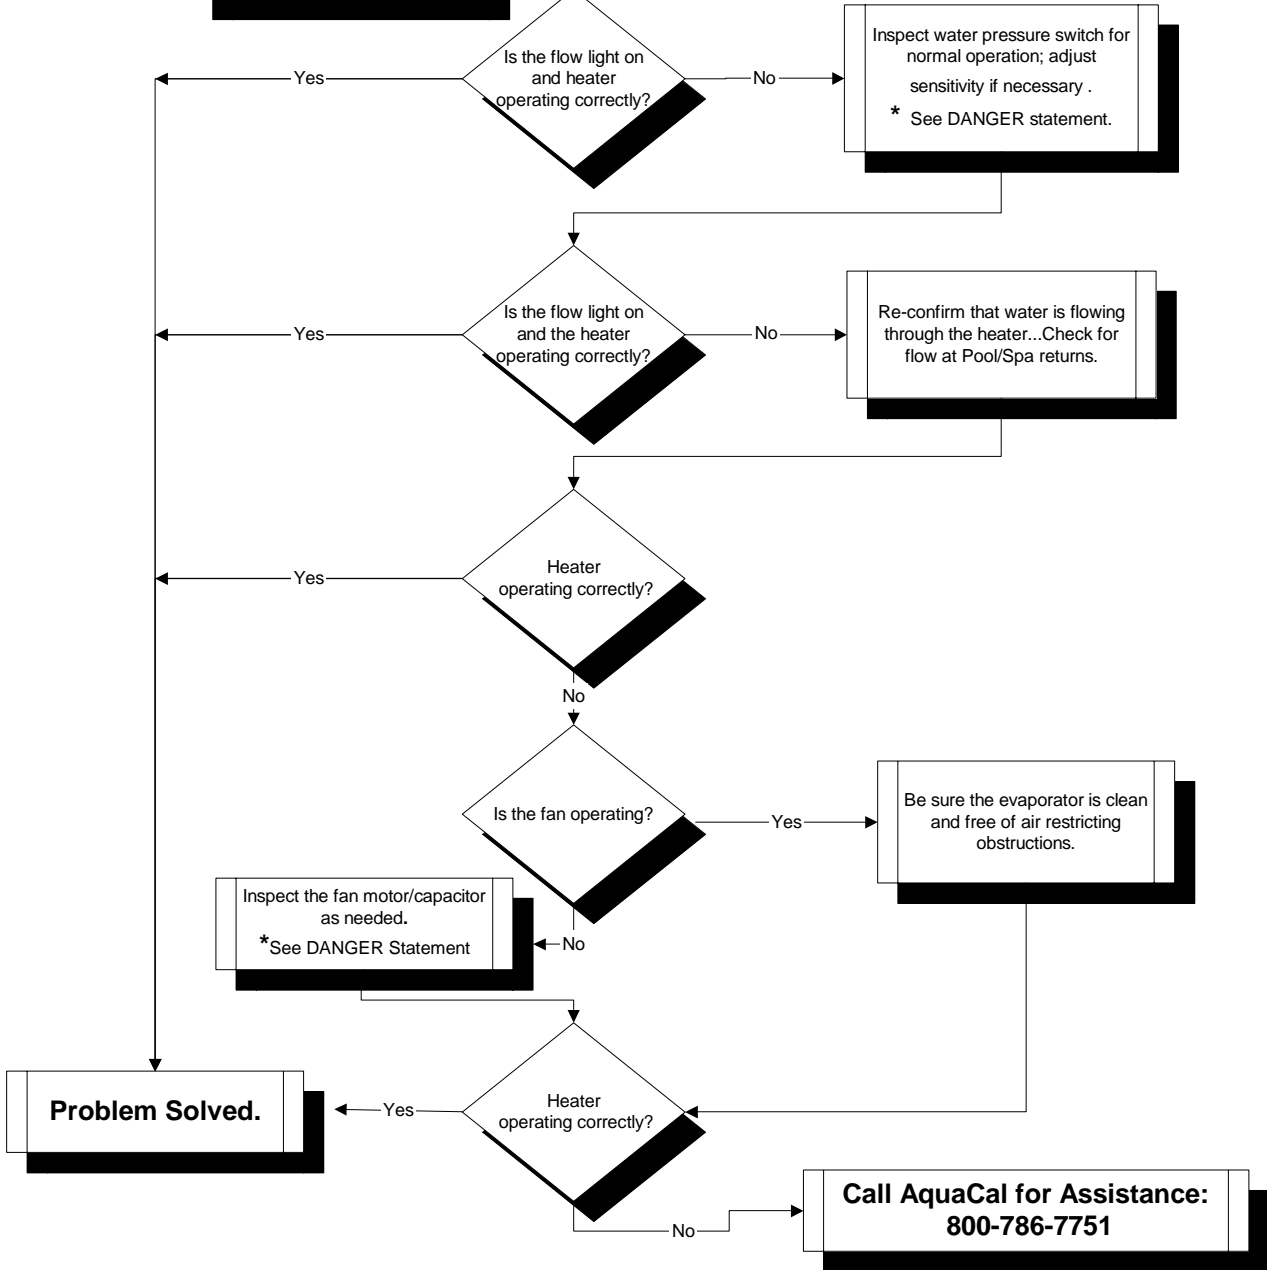 Is the flow light on
and heater
operating correctly?
Yes
No
Inspect water pressure switch for
normal operation; adjust
sensitivity if necessary .
* See DANGER statement.
Is the flow light on
and the heater
operating correctly?
Yes
No
Re-confirm that water is flowing
through the heater...Check for
flow at Pool/Spa returns.
Heater
operating correctly?
Yes
No
Is the fan operating?
Yes
Be sure the evaporator is clean
and free of air restricting
obstructions.
Inspect the fan motor/capacitor
as needed.
*See DANGER Statement
No
Heater
operating correctly?
Yes
Problem Solved.
No
Call AquaCal for Assistance:
800-786-7751